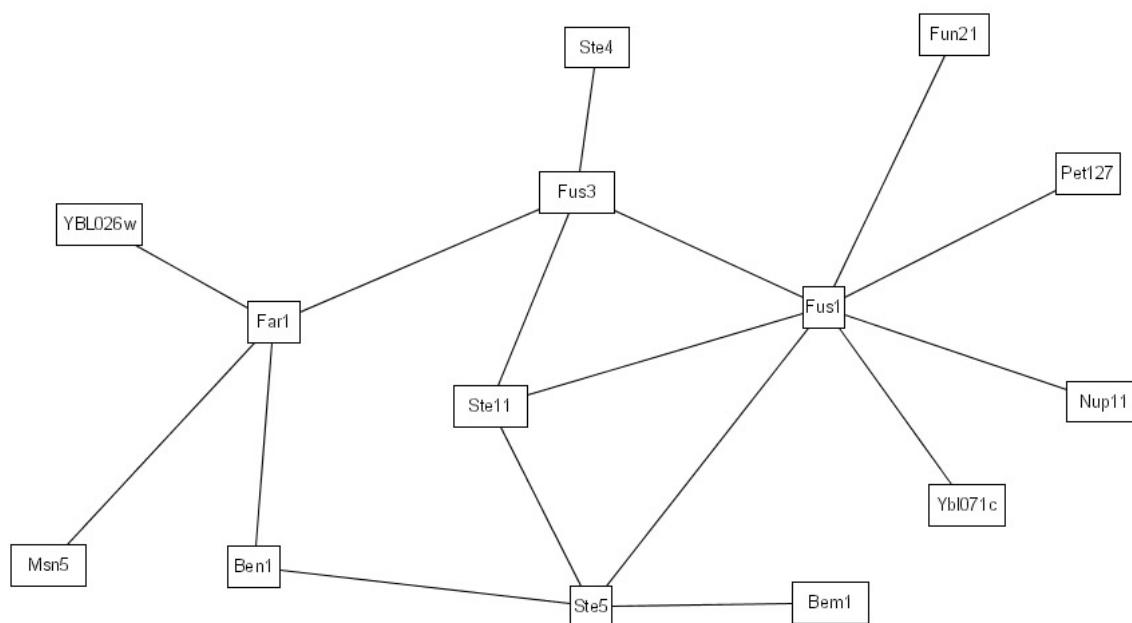 Fun21
Ste4
Pet127
Fus3
YBL026w
Fus1
Far1
Nup11
Ste11
Ybl071c
Msn5
Ben1
Ste5
Bem1